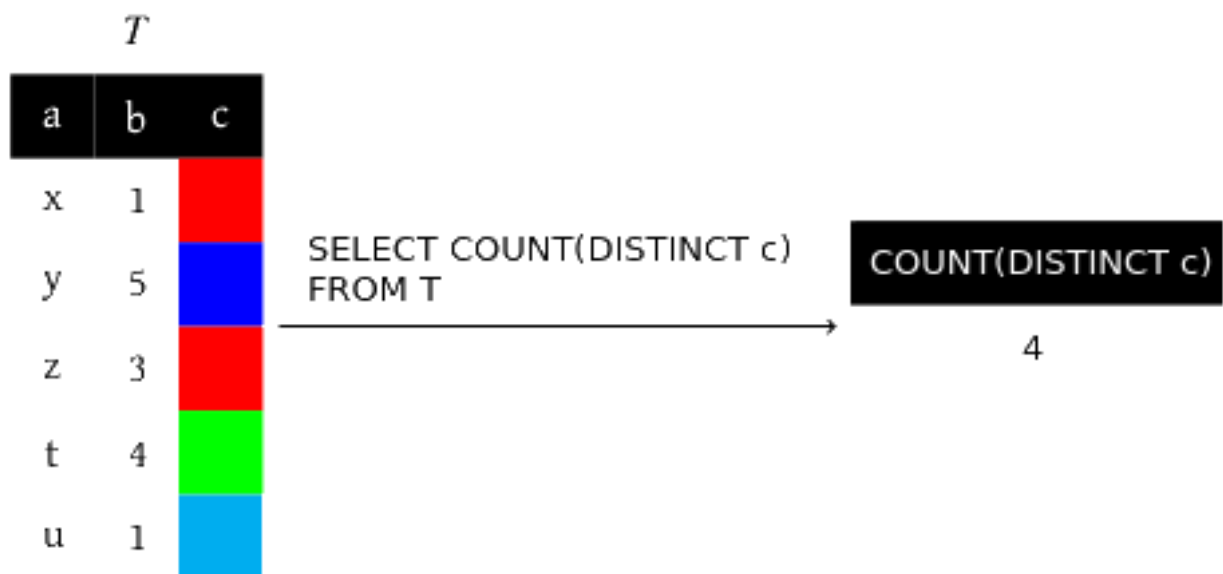 T
a b c
x 1
y 5
z 3
t 4
u 1
SELECT COUNT(DISTINCT c)
FROM T
COUNT(DISTINCT c)
4